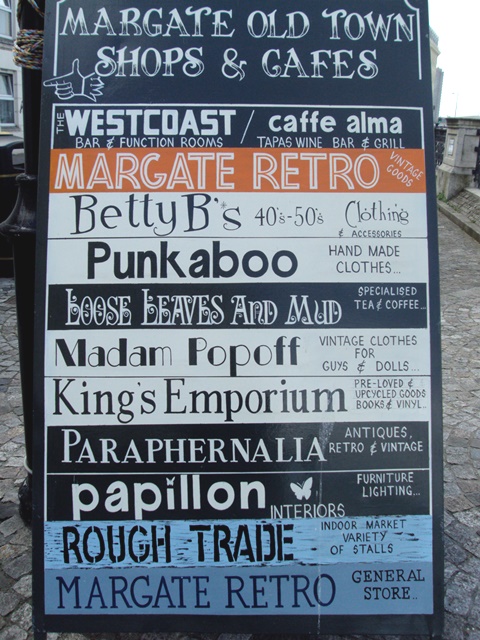 MARGATE OLD TOWN
SHOPS & CAFES
THE WESTCOAST / caffe alma
BAR & FUNCTION ROOMS TAPAS WINE BAR & GRILL
MARGATE RETRO VINTAGE GOODS
Betty B's 40's-50's Clothing
& ACCESSORIES
Punkaboo HAND MADE
CLOTHES...
LOOSE LEAVES AND MUD SPECIALISED
TEA & COFFEE...
Madam Popoff VINTAGE CLOTHES
FOR
GUYS & DOLLS...
King's Emporium PRE-LOVED &
UPCYCLED GOODS
BOOKS & VINYL..
PARAPHERNALIA ANTIQUES,
RETRO & VINTAGE
papillon INTERIORS FURNITURE
LIGHTING...
ROUGH TRADE INDOOR MARKET
VARIETY
OF STALLS
MARGATE RETRO GENERAL
STORE..